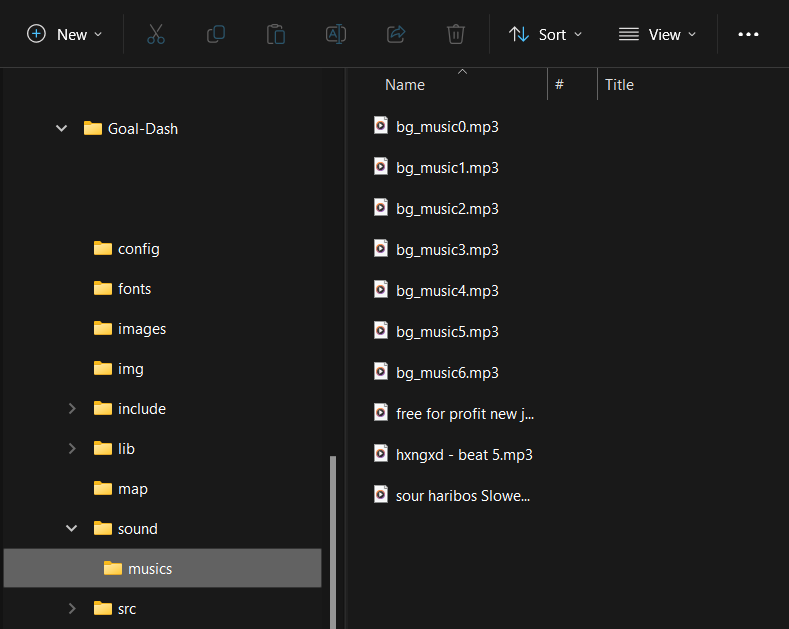 New
Sort
View
Goal-Dash
config
fonts
images
img
include
lib
map
sound
musics
src
Name # Title
bg_music0.mp3
bg_music1.mp3
bg_music2.mp3
bg_music3.mp3
bg_music4.mp3
bg_music5.mp3
bg_music6.mp3
free for profit new j...
hxngxd - beat 5.mp3
sour haribos Slowe...